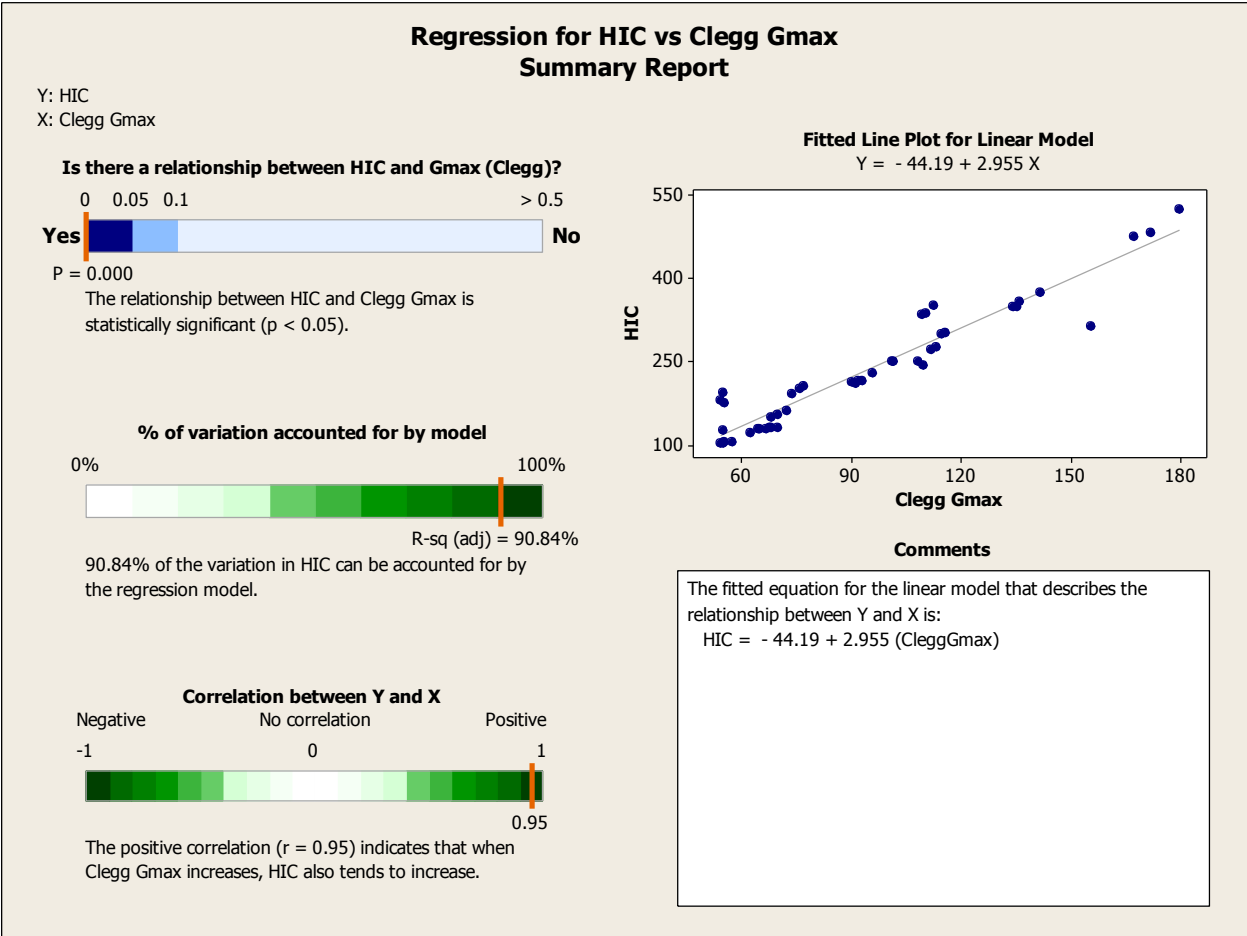 Regression for HIC vs Clegg Gmax
Summary Report
Y: HIC
X: Clegg Gmax
Is there a relationship between HIC and Gmax (Clegg)?
0 0.05 0.1 > 0.5
Yes No
P = 0.000
The relationship between HIC and Clegg Gmax is
statistically significant (p < 0.05).
% of variation accounted for by model
0% 100%
R-sq (adj) = 90.84%
90.84% of the variation in HIC can be accounted for by
the regression model.
Correlation between Y and X
Negative No correlation Positive
-1 0 1
0.95
The positive correlation (r = 0.95) indicates that when
Clegg Gmax increases, HIC also tends to increase.
Fitted Line Plot for Linear Model
Y = - 44.19 + 2.955 X
550
400
250
100
HIC
60 90 120 150 180
Clegg Gmax
Comments
The fitted equation for the linear model that describes the
relationship between Y and X is:
HIC = - 44.19 + 2.955 (CleggGmax)